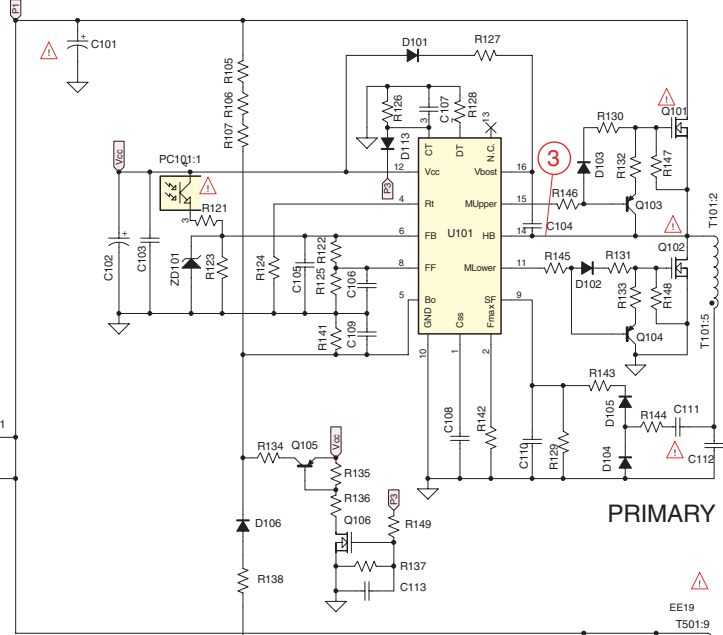 P1
C101
R105
R106
R107
D101
R127
R126
C107
R128
D113
P3
3
7
13
CT
DT
N.C.
Vcc
PC101:1
4
3
R121
12
Vcc
Vbost
16
4
Rt
MUpper
15
6
FB
U101
HB
14
8
FF
MLower
11
5
Bo
SF
9
GND
Css
Fmax
10
1
2
3
R130
Q101
D103
R132
R147
R146
Q103
C104
T101:2
Q102
R145
D102
R131
R133
R148
Q104
T101:5
C102
C103
ZD101
R123
R124
C105
R122
R125
C106
R141
C109
R143
D105
R144
C111
D104
C112
C108
R142
C110
R129
1
R134
Q105
Vcc
R135
R136
Q106
P3
R149
R137
C113
D106
R138
PRIMARY
EE19
T501:9